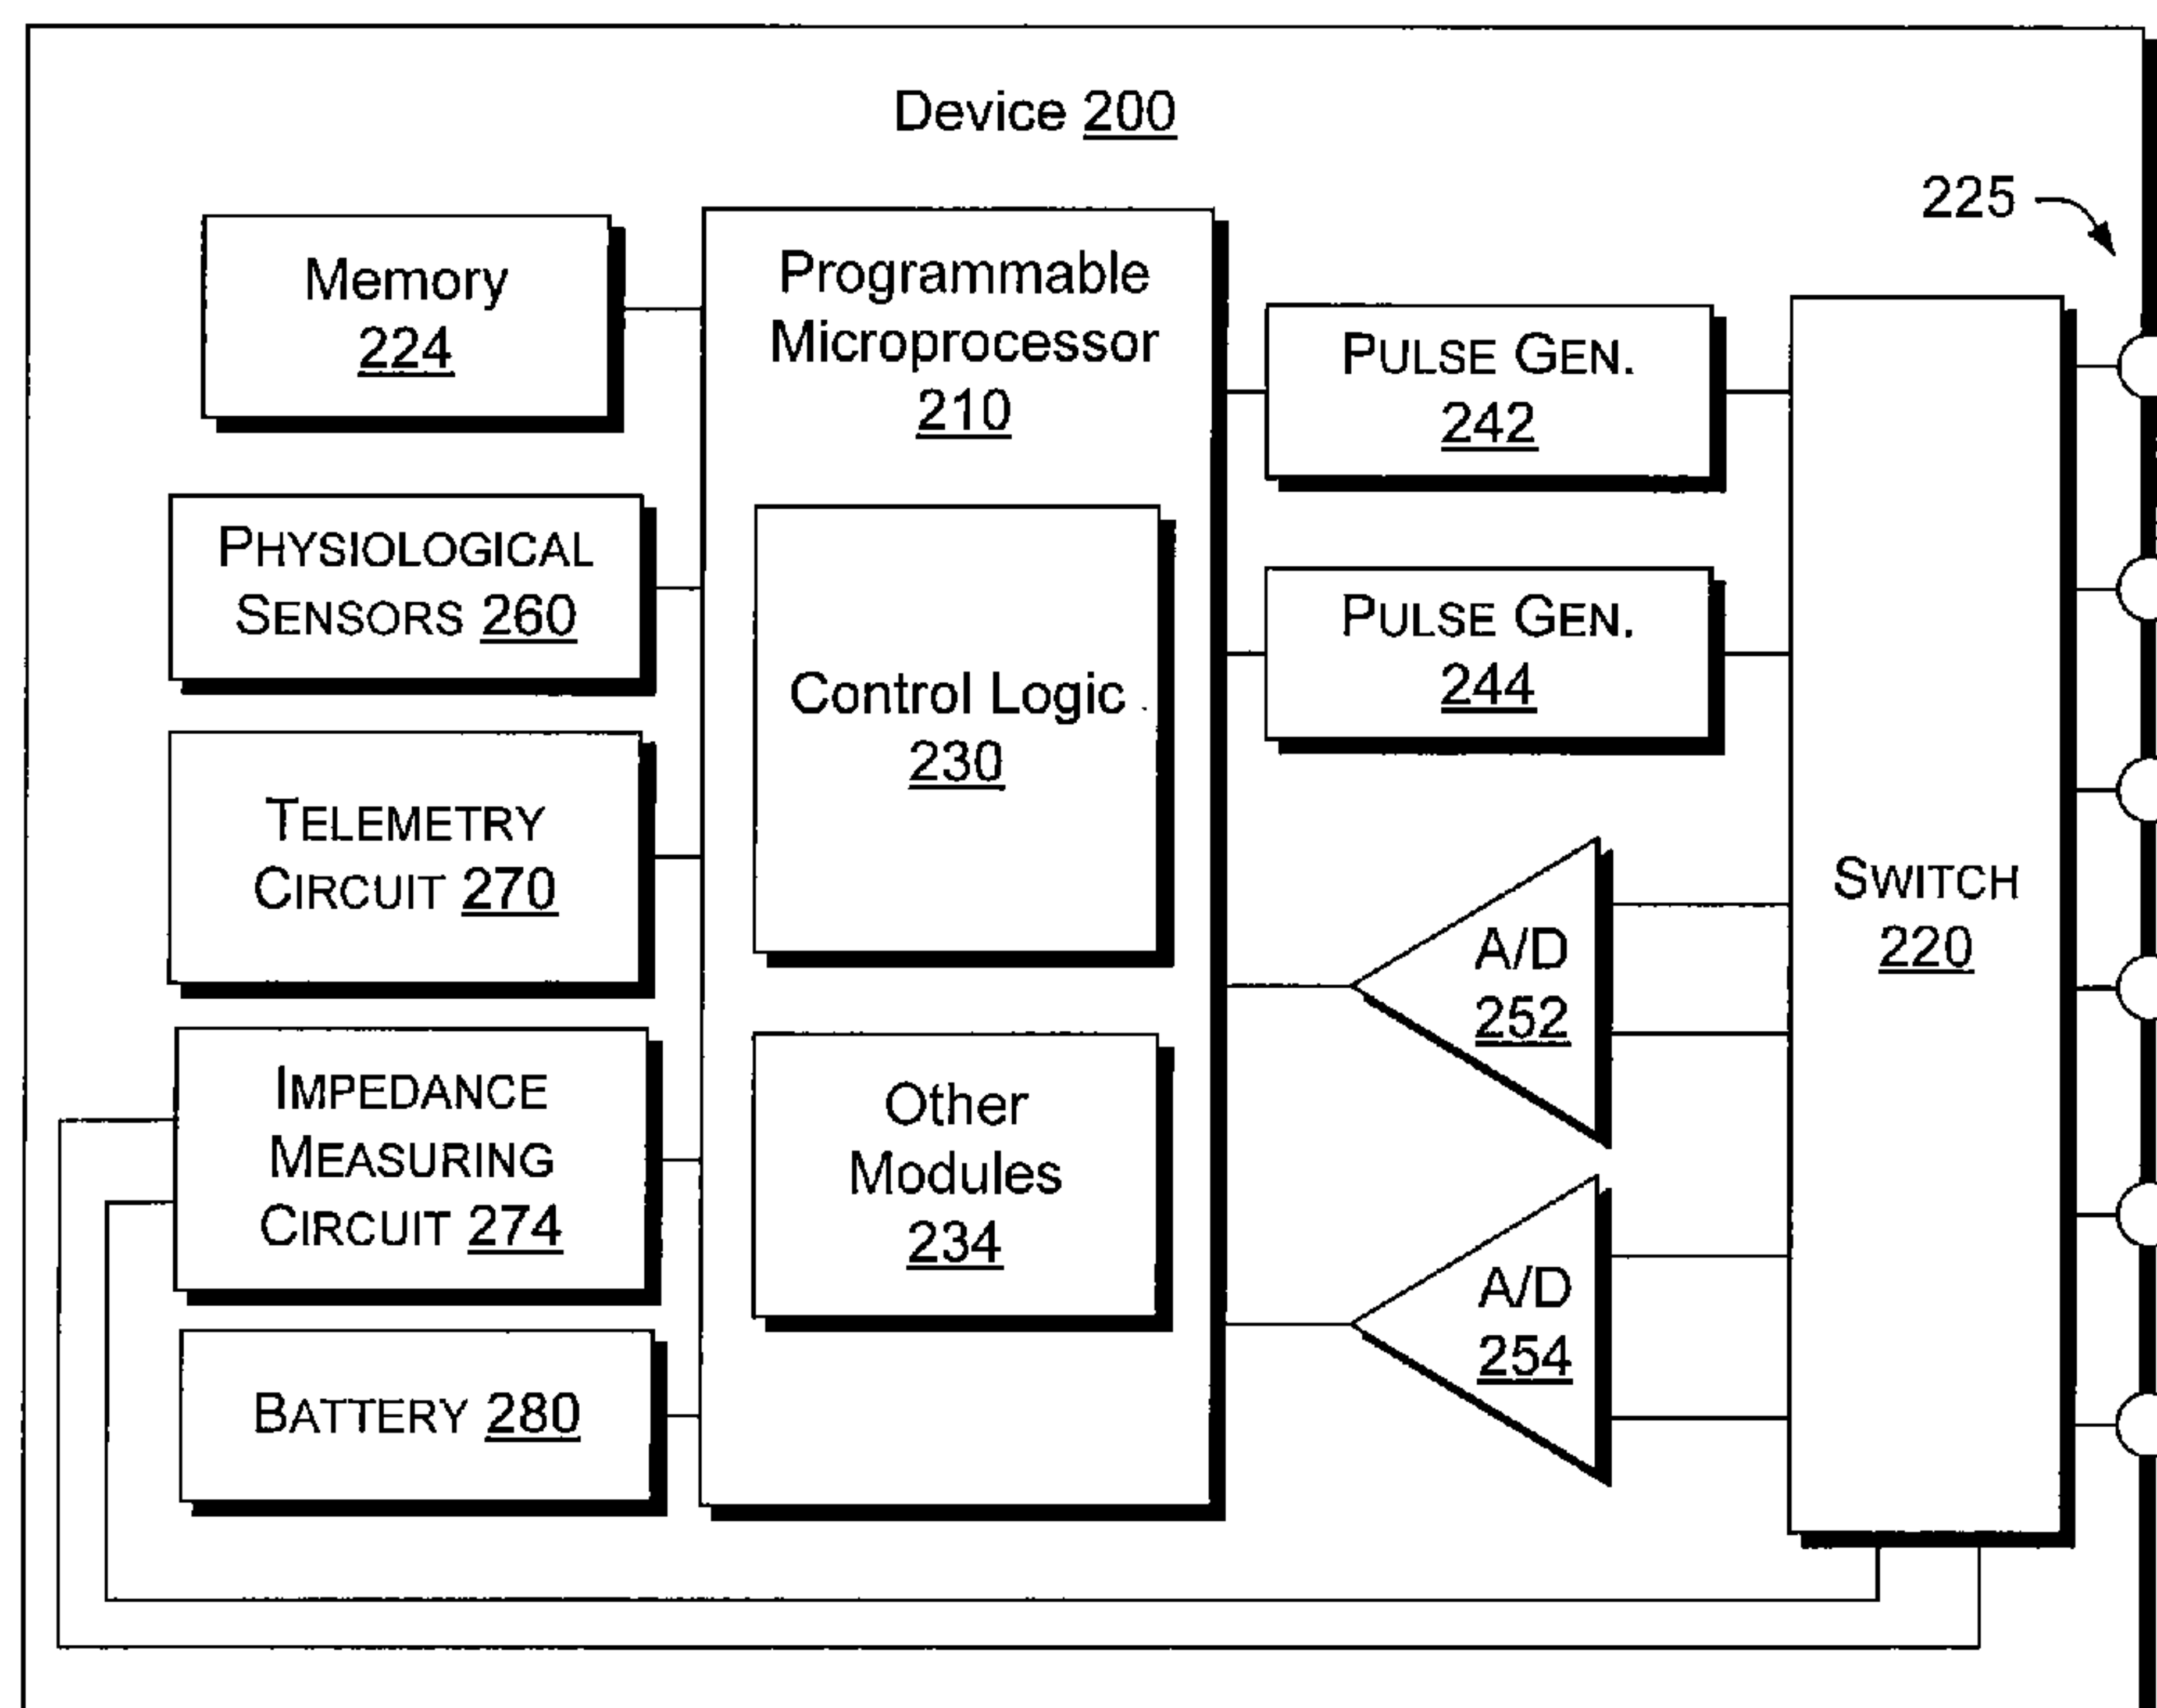 Device 200
225
Memory
224
Programmable
Microprocessor
210
PULSE GEN.
242
PHYSIOLOGICAL
SENSORS 260
Control Logic
230
PULSE GEN.
244
TELEMETRY
CIRCUIT 270
A/D
252
SWITCH
220
IMPEDANCE
MEASURING
CIRCUIT 274
Other
Modules
234
A/D
254
BATTERY 280